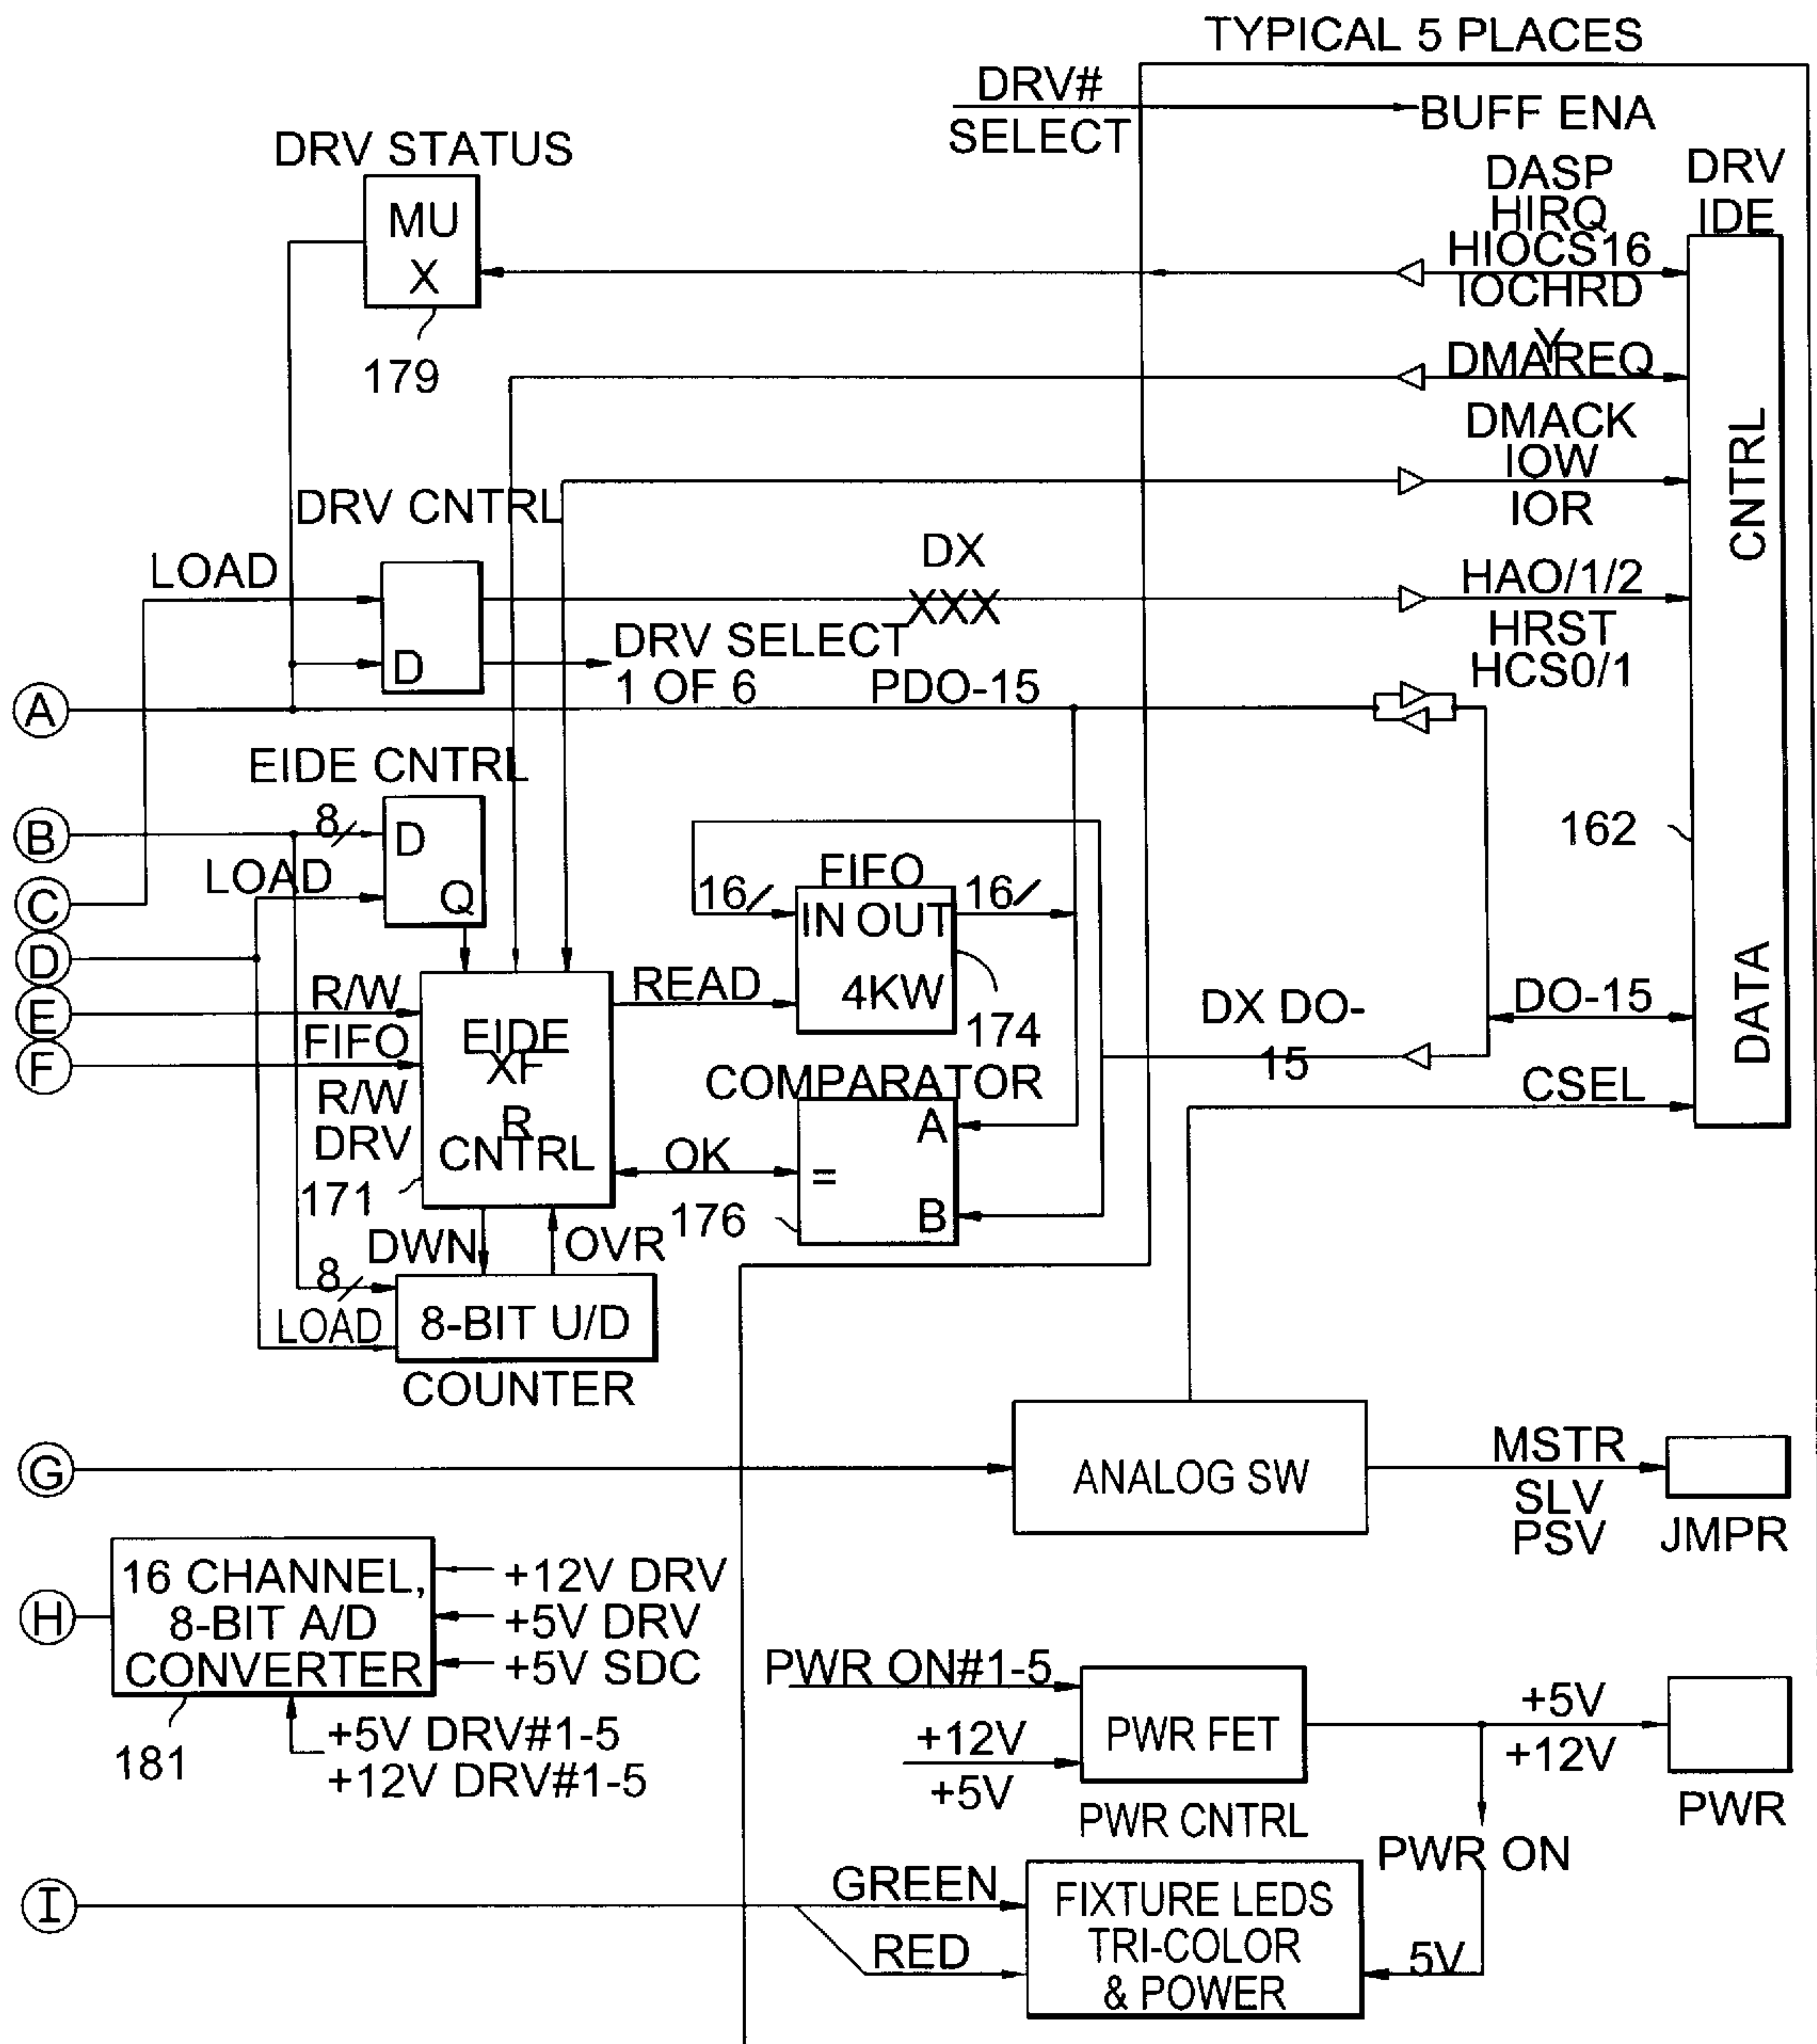 TYPICAL 5 PLACES
DRV#
SELECT
BUFF ENA
DRV STATUS
MU
X
179
DASP
HIRQ
HIOCS16
IOCHRD
Y
DRV
IDE
DMAREQ
DMACK
IOW
IOR
CNTRL
DRV CNTRL
LOAD
D
DX
XXX
HAO/1/2
HRST
HCS0/1
DRV SELECT
1 OF 6
PDO-15
A
EIDE CNTRL
B
8
D
Q
LOAD
C
D
E
F
162
FIFO
16
IN OUT
16
4KW
174
READ
R/W
FIFO
R/W
DRV
EIDE
XF
R
CNTRL
171
DX DO-
15
DO-15
DATA
CSEL
COMPARATOR
A
=
B
OK
176
DWN
OVR
8
LOAD
8-BIT U/D
COUNTER
G
ANALOG SW
MSTR
SLV
PSV
JMPR
H
16 CHANNEL,
8-BIT A/D
CONVERTER
+12V DRV
+5V DRV
+5V SDC
181
+5V DRV#1-5
+12V DRV#1-5
PWR ON#1-5
+12V
+5V
PWR FET
PWR CNTRL
+5V
+12V
PWR
PWR ON
I
GREEN
RED
FIXTURE LEDS
TRI-COLOR
& POWER
5V